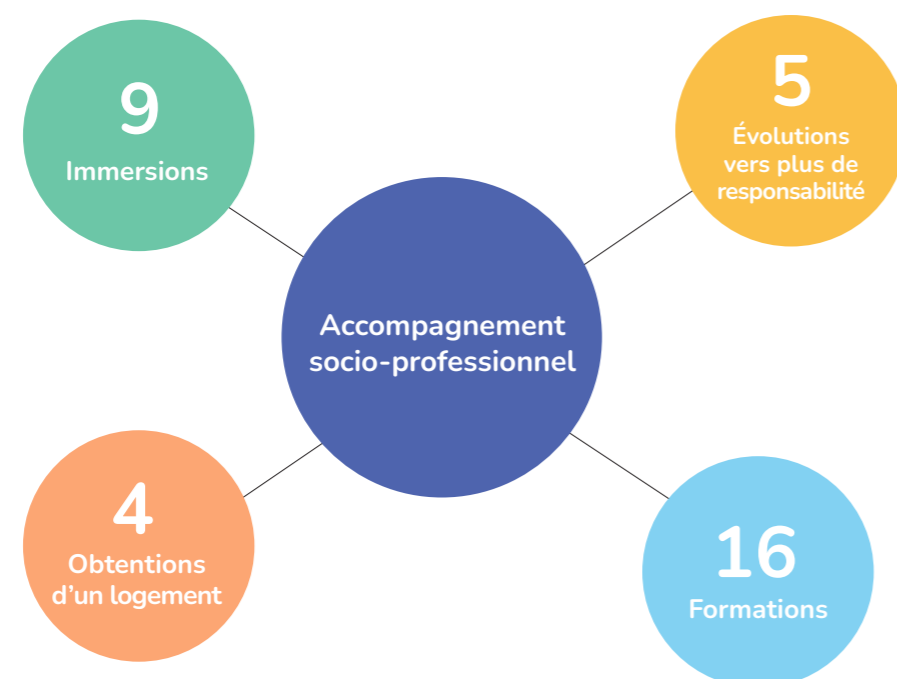 9
Immersions
5
Évolutions
vers plus de
responsabilité
Accompagnement
socio-professionnel
4
Obtentions
d’un logement
16
Formations